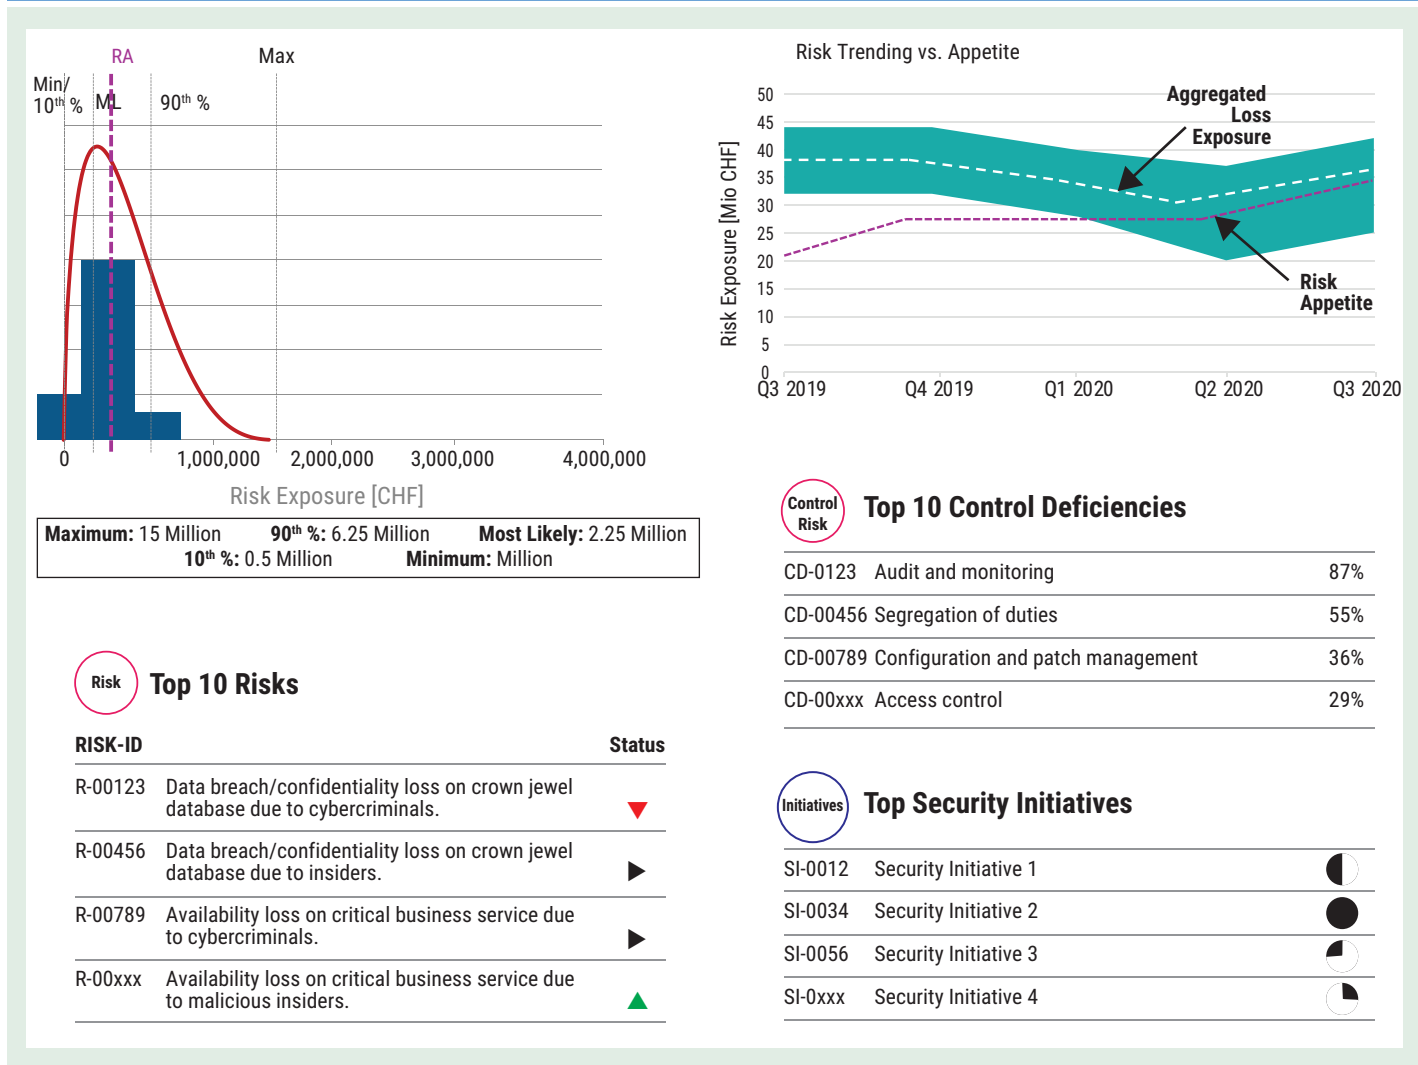 RA
Max
Min/
10th %
ML
90th %
0
1,000,000
2,000,000
3,000,000
4,000,000
Risk Exposure [CHF]
Maximum: 15 Million 90th %: 6.25 Million Most Likely: 2.25 Million
10th %: 0.5 Million Minimum: Million
Risk Trending vs. Appetite
Risk Exposure [Mio CHF]
50
45
40
35
30
25
20
15
10
5
0
Aggregated
Loss
Exposure
Risk
Appetite
Q3 2019
Q4 2019
Q1 2020
Q2 2020
Q3 2020
Risk
Top 10 Risks
RISK-ID Status
R-00123 Data breach/confidentiality loss on crown jewel
database due to cybercriminals.
R-00456 Data breach/confidentiality loss on crown jewel
database due to insiders.
R-00789 Availability loss on critical business service due
to cybercriminals.
R-00xxx Availability loss on critical business service due
to malicious insiders.
Control
Risk
Top 10 Control Deficiencies
CD-0123 Audit and monitoring 87%
CD-00456 Segregation of duties 55%
CD-00789 Configuration and patch management 36%
CD-00xxx Access control 29%
Initiatives
Top Security Initiatives
SI-0012 Security Initiative 1
SI-0034 Security Initiative 2
SI-0056 Security Initiative 3
SI-0xxx Security Initiative 4